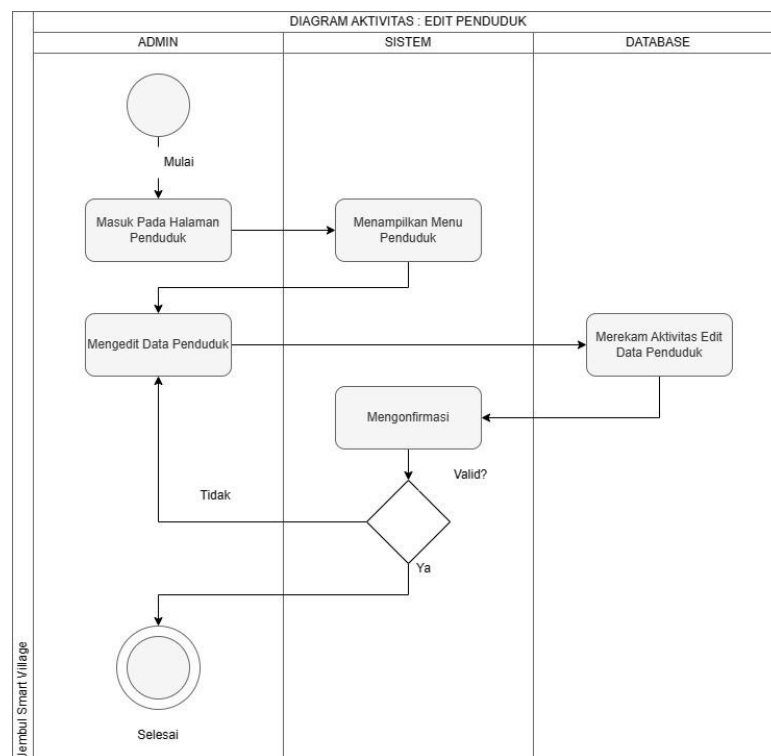 DIAGRAM AKTIVITAS : EDIT PENDUDUK
ADMIN
SISTEM
DATABASE
Mulai
Masuk Pada Halaman
Penduduk
Menampilkan Menu
Penduduk
Mengedit Data Penduduk
Merekam Aktivitas Edit
Data Penduduk
Mengonfirmasi
Valid?
Tidak
Ya
Selesai
Jembul Smart Village